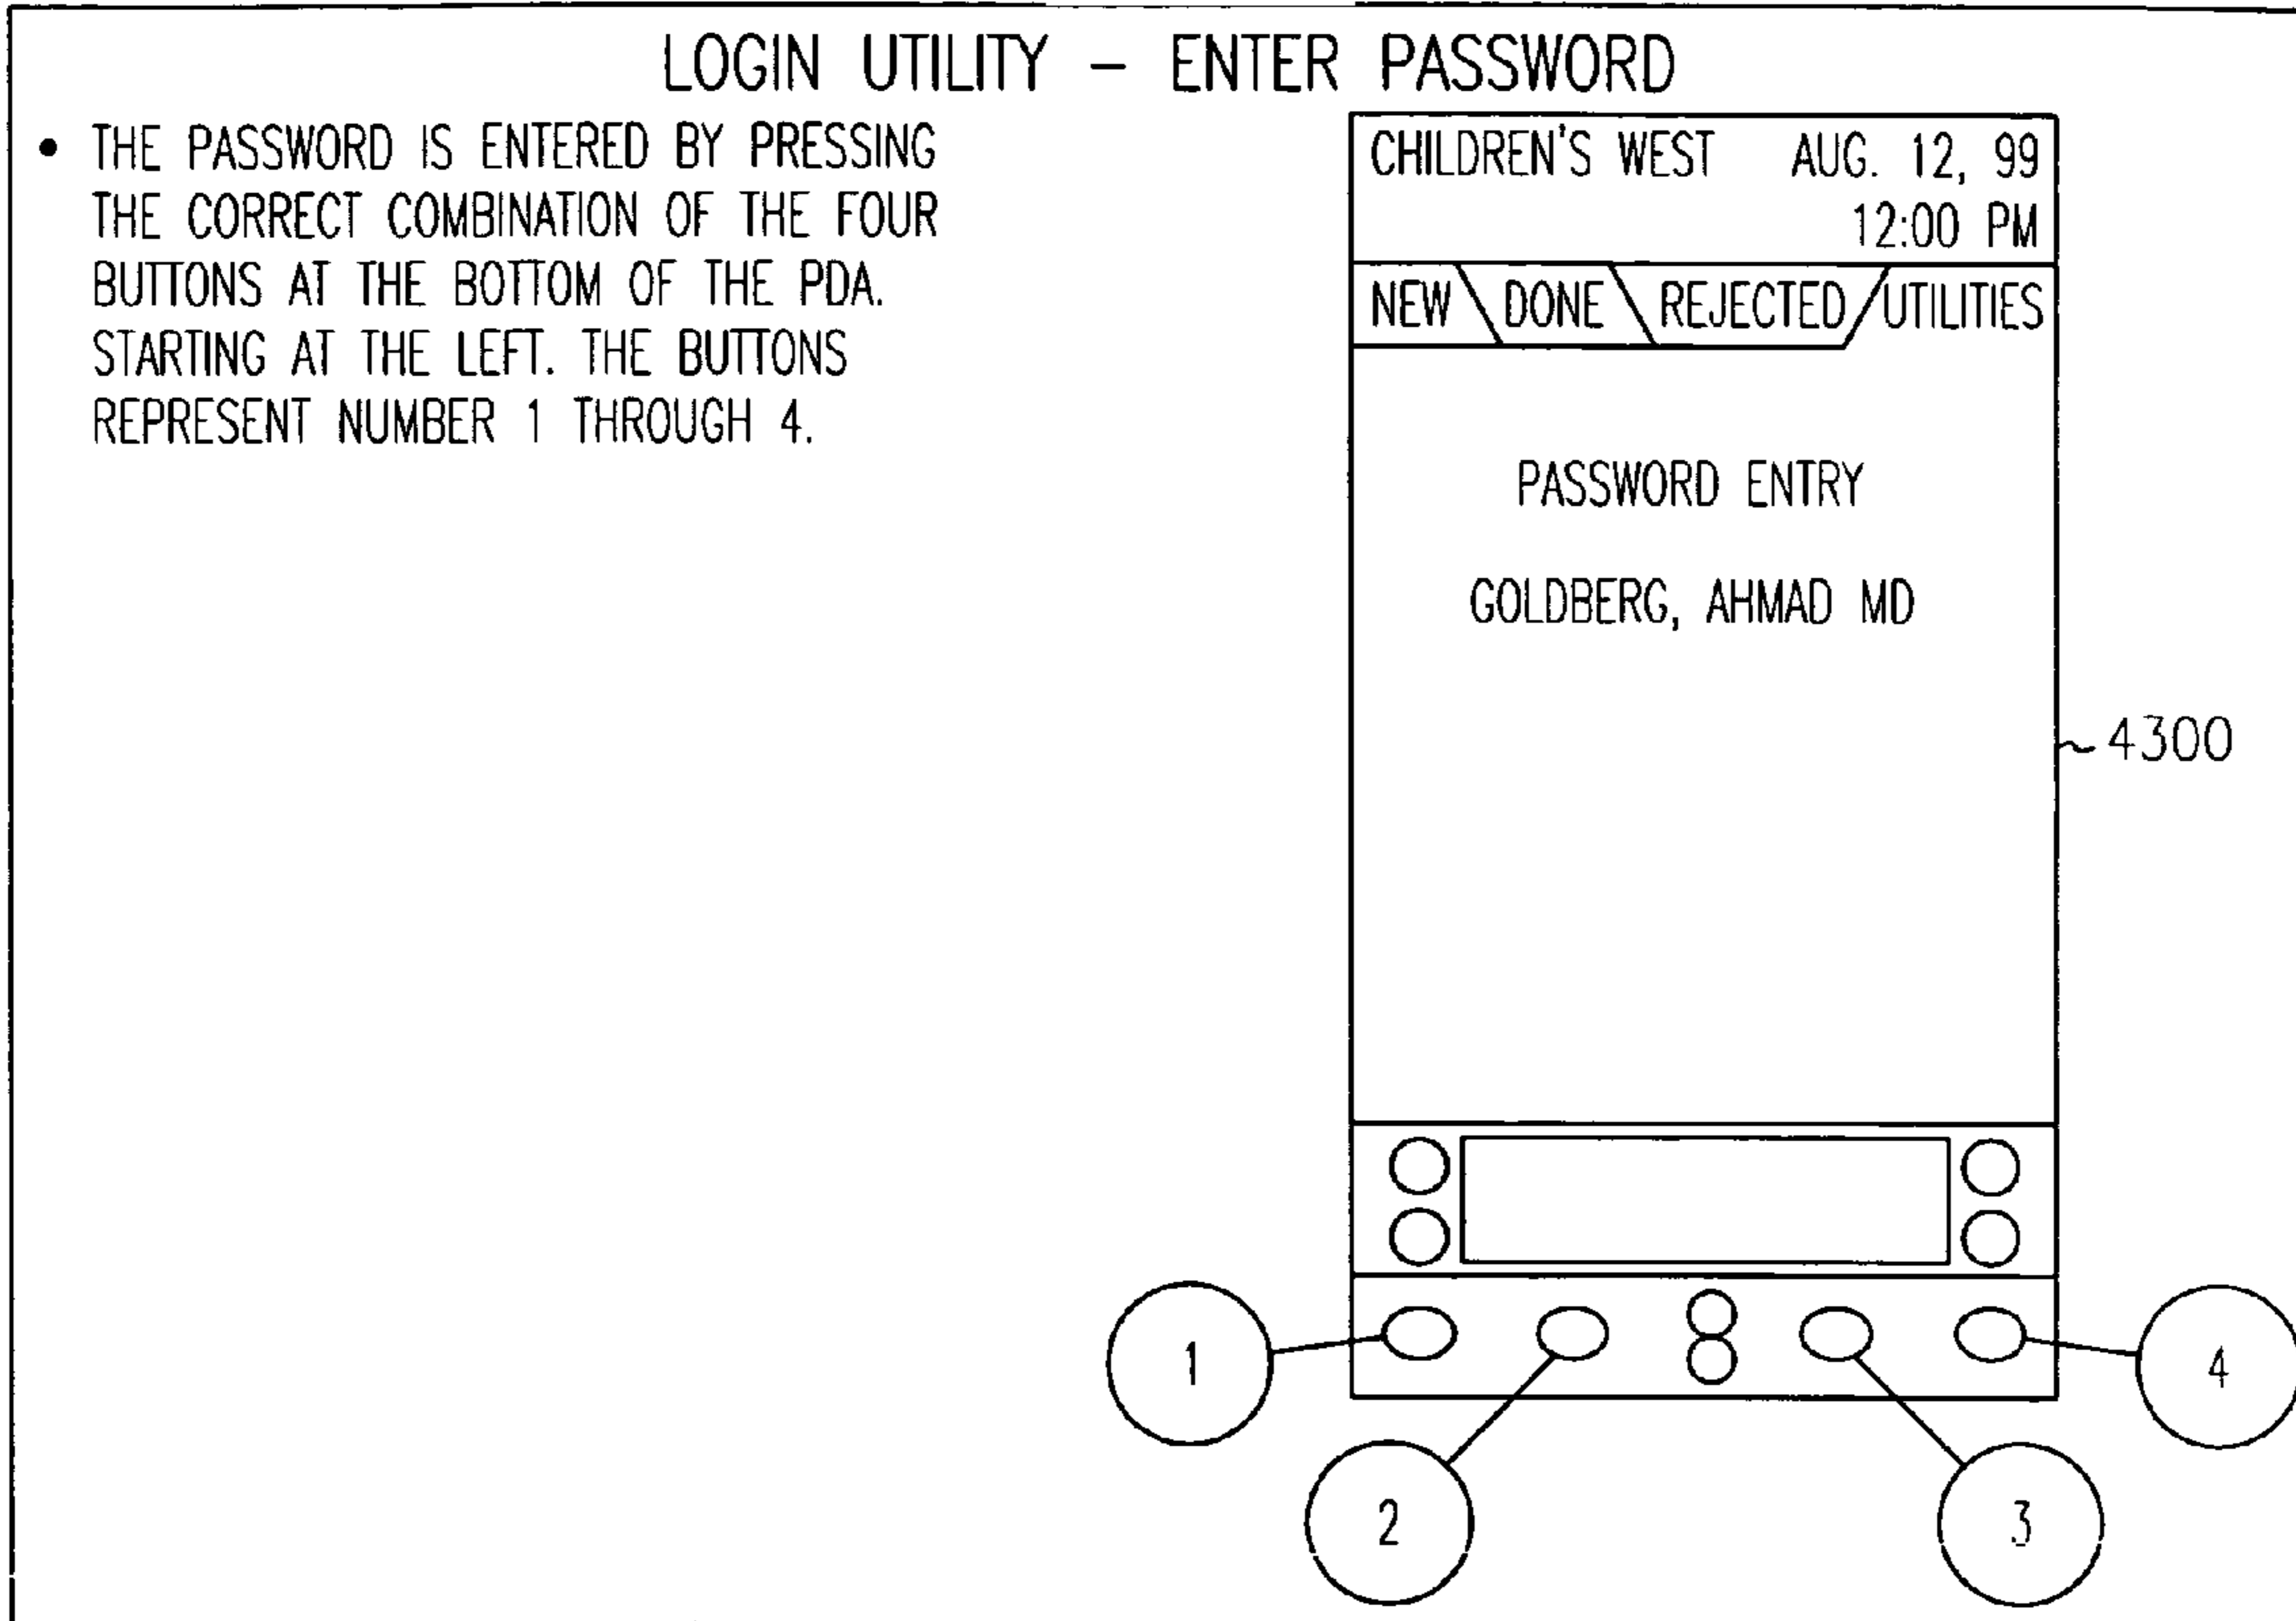 LOGIN UTILITY – ENTER PASSWORD
• THE PASSWORD IS ENTERED BY PRESSING
THE CORRECT COMBINATION OF THE FOUR
BUTTONS AT THE BOTTOM OF THE PDA.
STARTING AT THE LEFT. THE BUTTONS
REPRESENT NUMBER 1 THROUGH 4.
CHILDREN'S WEST AUG. 12, 99
12:00 PM
NEW DONE REJECTED UTILITIES
PASSWORD ENTRY
GOLDBERG, AHMAD MD
4300
1
2
3
4